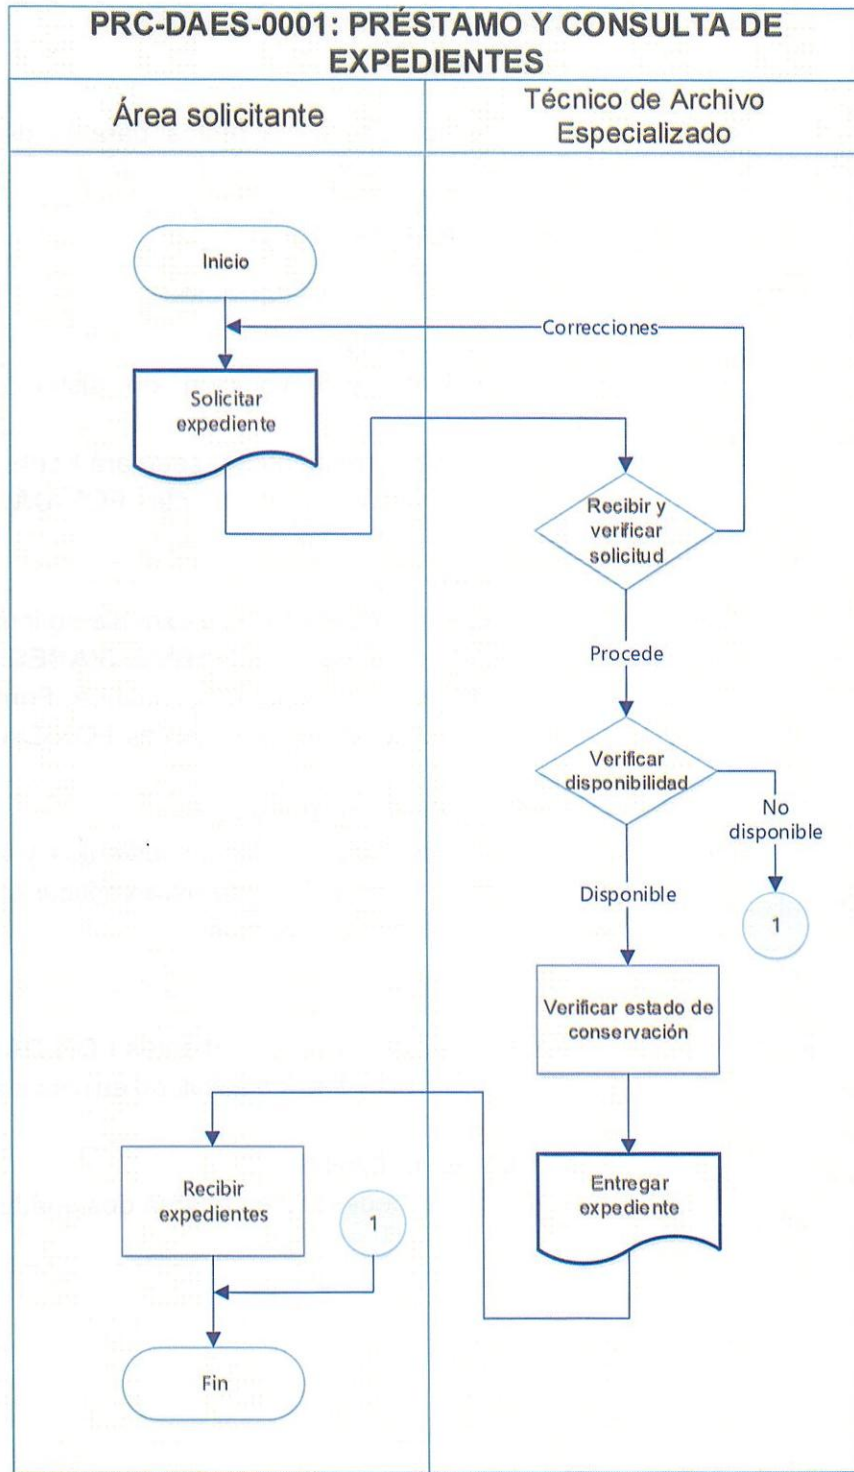 PRC-DAES-0001: PRÉSTAMO Y CONSULTA DE
EXPEDIENTES
Área solicitante
Técnico de Archivo
Especializado
Inicio
Correcciones
Solicitar
expediente
Recibir y
verificar
solicitud
Procede
Verificar
disponibilidad
No
disponible
Disponible
1
Verificar estado de
conservación
Recibir
expedientes
1
Entregar
expediente
Fin